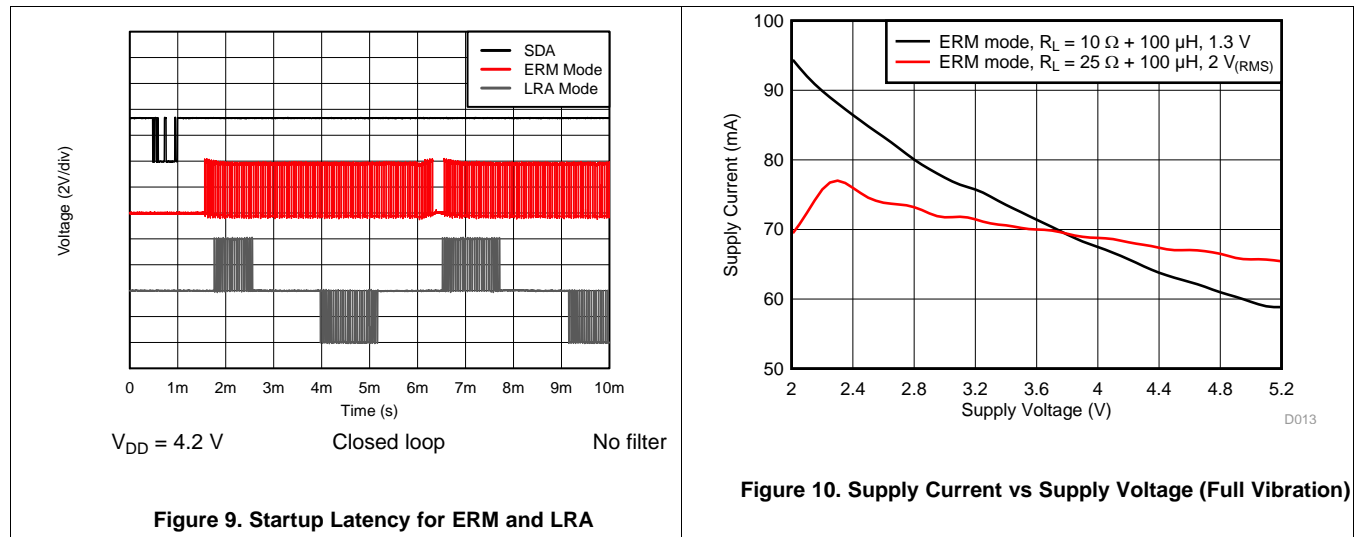 SDA
ERM Mode
LRA Mode
Voltage (2V/div)
0 1m 2m 3m 4m 5m 6m 7m 8m 9m 10m
Time (s)
V_DD = 4.2 V Closed loop No filter
Figure 9. Startup Latency for ERM and LRA
ERM mode, R_L = 10 Ω + 100 µH, 1.3 V
ERM mode, R_L = 25 Ω + 100 µH, 2 V_(RMS)
Supply Current (mA)
100
90
80
70
60
50
2 2.4 2.8 3.2 3.6 4 4.4 4.8 5.2
Supply Voltage (V)
D013
Figure 10. Supply Current vs Supply Voltage (Full Vibration)